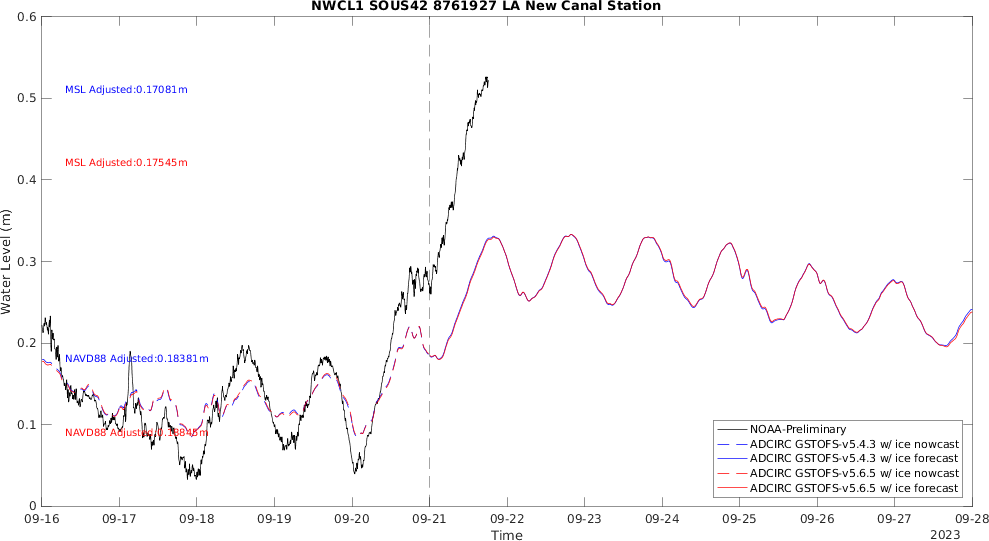 NWCL1 SOUS42 8761927 LA New Canal Station
Water Level (m)
0.6
0.5
0.4
0.3
0.2
0.1
0
MSL Adjusted:0.17081m
MSL Adjusted:0.17545m
NAVD88 Adjusted:0.18381m
NAVD88 Adjusted:0.18845m
NOAA-Preliminary
ADCIRC GSTOFS-v5.4.3 w/ ice nowcast
ADCIRC GSTOFS-v5.4.3 w/ ice forecast
ADCIRC GSTOFS-v5.6.5 w/ ice nowcast
ADCIRC GSTOFS-v5.6.5 w/ ice forecast
09-16 09-17 09-18 09-19 09-20 09-21 09-22 09-23 09-24 09-25 09-26 09-27 09-28
Time
2023